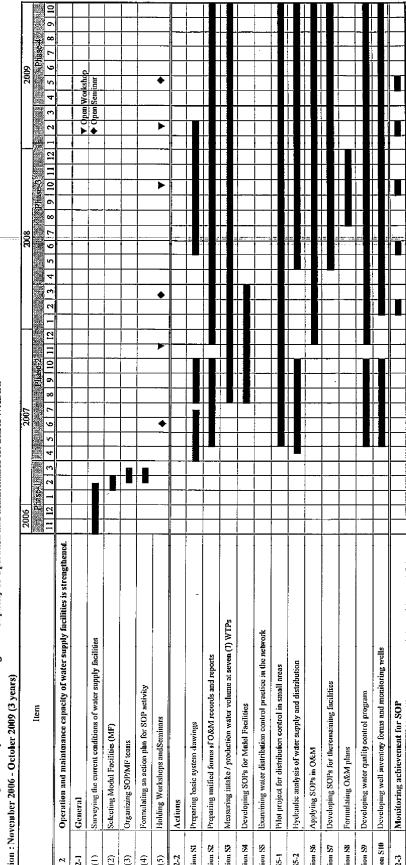 ion : November 2006 - October 2009 (3 years)
Item 2006 2007 2008 2009
11 12 1 2 3 4 5 6 7 8 9 10 11 12 1 2 3 4 5 6 7 8 9 10 11 12 1 2 3 4 5 6 7 8 9 10
2 Operation and maintenance capacity of water supply facilities is strengthened.
2-1 General
▼ Open Workshop
◆ Open Seminar
(1) Surveying the current conditions of water supply facilities
(2) Selecting Model Facilities (MF)
(3) Organizing SOP/MF teams
(4) Formulating an action plan for SOP activity
(5) Holding Workshops and Seminars
2-2 Actions
ion S1 Preparing basic system drawings
ion S2 Preparing unified forms of O&M records and reports
ion S3 Measuring intake / production water volume at seven (7) WTPs
ion S4 Developing SOPs for Model Facilities
ion S5 Examining water distribution control practice in the network
S5-1 Pilot project for distribution control in small areas
S5-2 Hydraulic analysis of water supply and distribution
ion S6 Applying SOPs in O&M
ion S7 Developing SOPs for the remaining facilities
ion S8 Formulating O&M plans
ion S9 Developing water quality control program
on S10 Developing well inventory forms and monitoring wells
2-3 Monitoring achievement for SOP